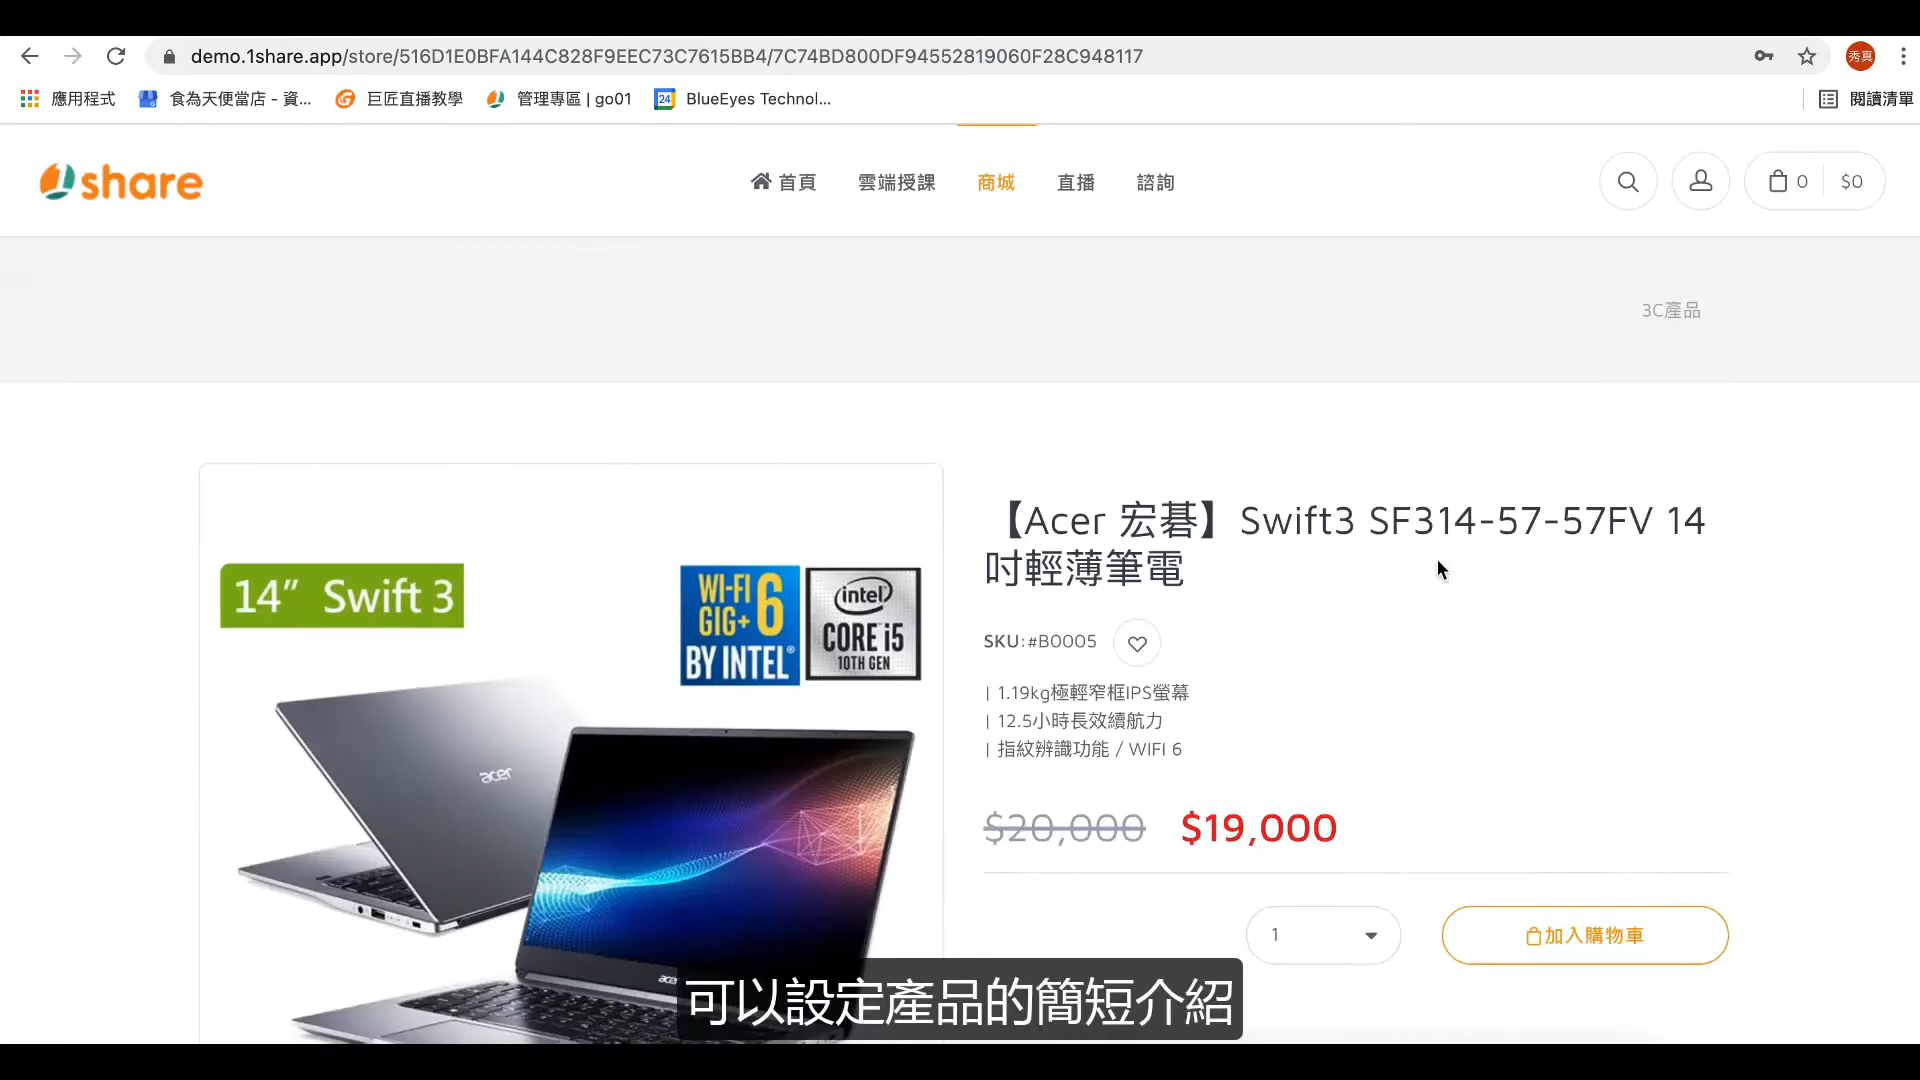 demo.1share.app/store/516D1E0BFA144C828F9EEC73C7615BB4/7C74BD800DF94552819060F28C948117
秀真
應用程式
食為天便當店 - 資...
巨匠直播教學
管理專區 | go01
24
BlueEyes Technol...
閱讀清單
share
首頁
雲端授課
商城
直播
諮詢
0
$0
3C產品
【Acer 宏碁】Swift3 SF314-57-57FV 14
吋輕薄筆電
14” Swift 3
WI-FI 6
GIG+
BY INTEL®
intel
CORE i5
10TH GEN
SKU:#B0005
| 1.19kg極輕窄框IPS螢幕
| 12.5小時長效續航力
| 指紋辨識功能 / WIFI 6
acer
$20,000 $19,000
1
加入購物車
acer
可以設定產品的簡短介紹